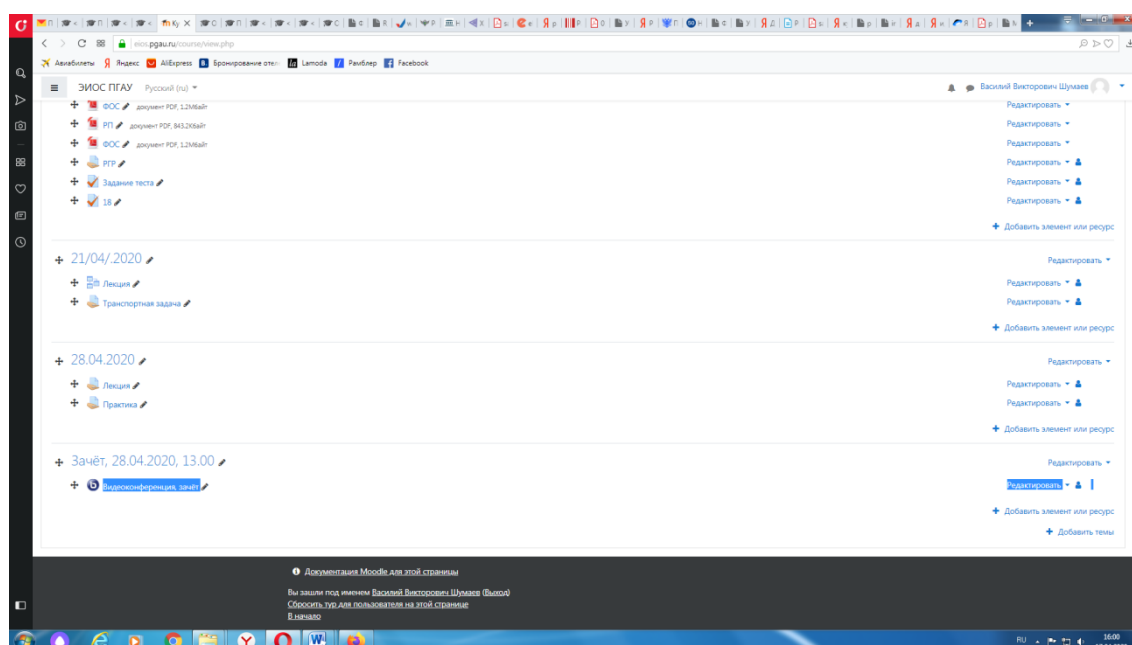 eios.pgau.ru/course/view.php
Авиабилеты Яндекс AliExpress Бронирование отел Lamoda Рамблер Facebook
ЭИОС ПГАУ Русский (ru) Василий Викторович Шумаев
ФОС документ PDF, 1.2Мбайт Редактировать
РП документ PDF, 843.2Кбайт Редактировать
ФОС документ PDF, 1.2Мбайт Редактировать
РГР Редактировать
Задание теста Редактировать
18 Редактировать
Добавить элемент или ресурс
21/04/.2020 Редактировать
Лекция Редактировать
Транспортная задача Редактировать
Добавить элемент или ресурс
28.04.2020 Редактировать
Лекция Редактировать
Практика Редактировать
Добавить элемент или ресурс
Зачёт, 28.04.2020, 13.00 Редактировать
Видеоконференция, зачёт Редактировать
Добавить элемент или ресурс
Добавить темы
Документация Moodle для этой страницы
Вы зашли под именем Василий Викторович Шумаев (Выход)
Сбросить тур для пользователя на этой странице
В начало
RU 16:00